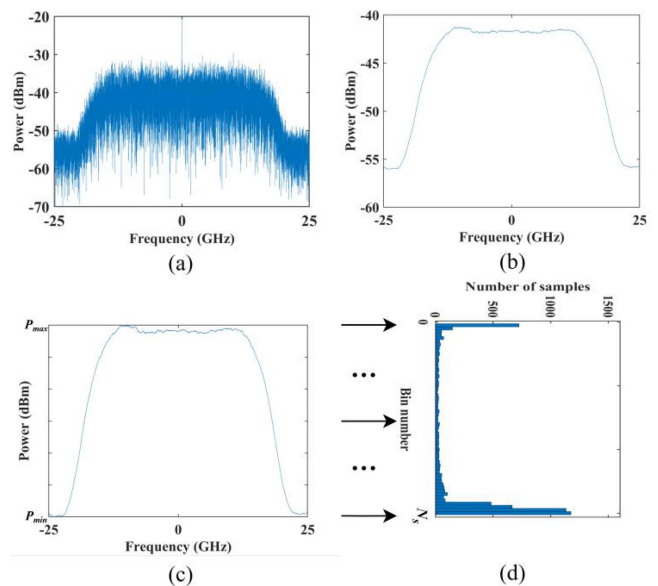 -20
-30
-40
-50
-60
-70
Power (dBm)
-25
0
25
Frequency (GHz)
(a)
-40
-45
-50
-55
-60
Power (dBm)
-25
0
25
Frequency (GHz)
(b)
Pmax
Pmin
Power (dBm)
-25
0
25
Frequency (GHz)
(c)
Number of samples
0
500
1000
1500
0
Bin number
Ns
(d)